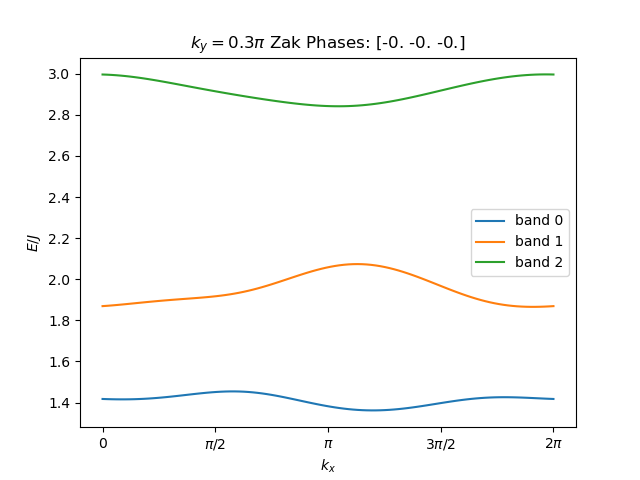 $k_y = 0.3\pi$ Zak Phases: [-0. -0. -0.]
3.0
2.8
2.6
2.4
2.2
2.0
1.8
1.6
1.4
E/J
band 0
band 1
band 2
0
π/2
π
3π/2
2π
$k_x$